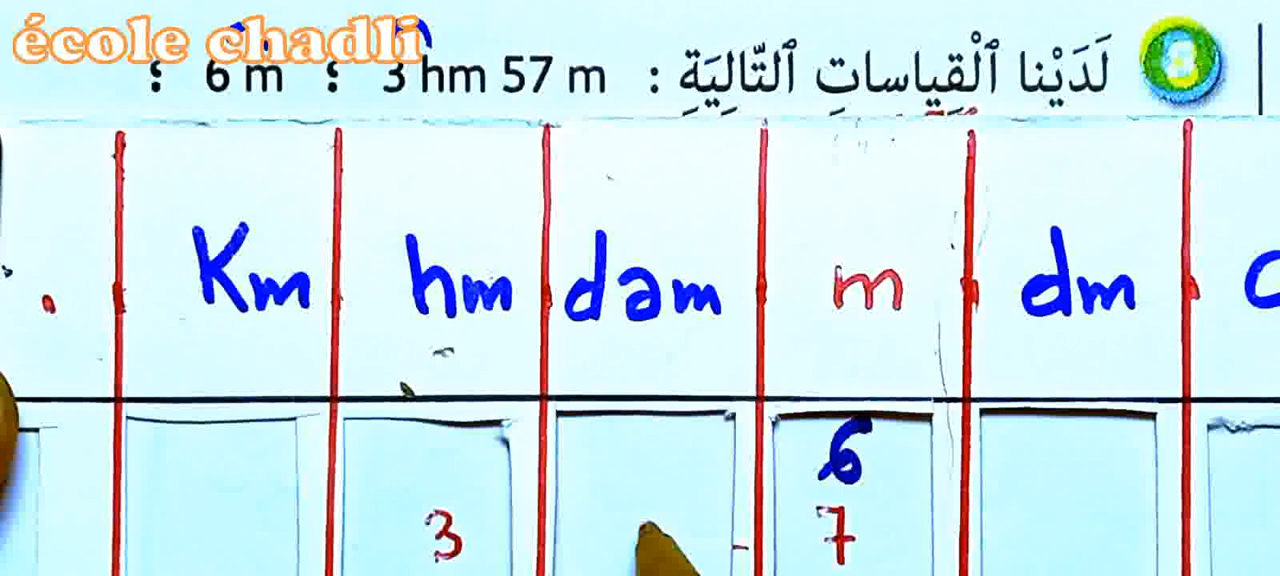 école chadli
لَدَيْنا ٱلْقِياساتِ ٱلتّالِيَةِ : 3 hm 57 m ؛ 6 m ؛
Km hm dam m dm
6
3 7